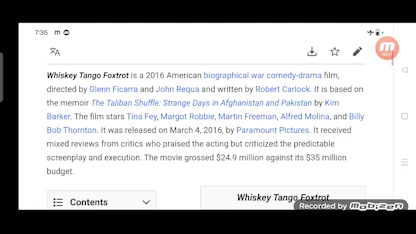 7:35 m
Whiskey Tango Foxtrot is a 2016 American biographical war comedy-drama film,
directed by Glenn Ficarra and John Requa and written by Robert Carlock. It is based on
the memoir The Taliban Shuffle: Strange Days in Afghanistan and Pakistan by Kim
Barker. The film stars Tina Fey, Margot Robbie, Martin Freeman, Alfred Molina, and Billy
Bob Thornton. It was released on March 4, 2016, by Paramount Pictures. It received
mixed reviews from critics who praised the acting but criticized the predictable
screenplay and execution. The movie grossed $24.9 million against its $35 million
budget.
Contents
Whiskey Tango Foxtrot
Recorded by MOBIZEN